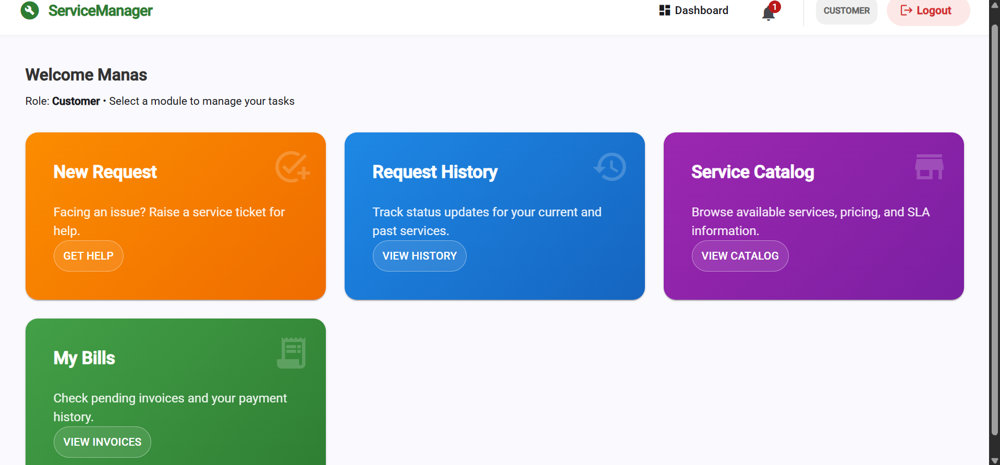 ServiceManager
Dashboard
1
CUSTOMER
Logout
Welcome Manas
Role: Customer • Select a module to manage your tasks
New Request
Facing an issue? Raise a service ticket for
help.
GET HELP
Request History
Track status updates for your current and
past services.
VIEW HISTORY
Service Catalog
Browse available services, pricing, and SLA
information.
VIEW CATALOG
My Bills
Check pending invoices and your payment
history.
VIEW INVOICES